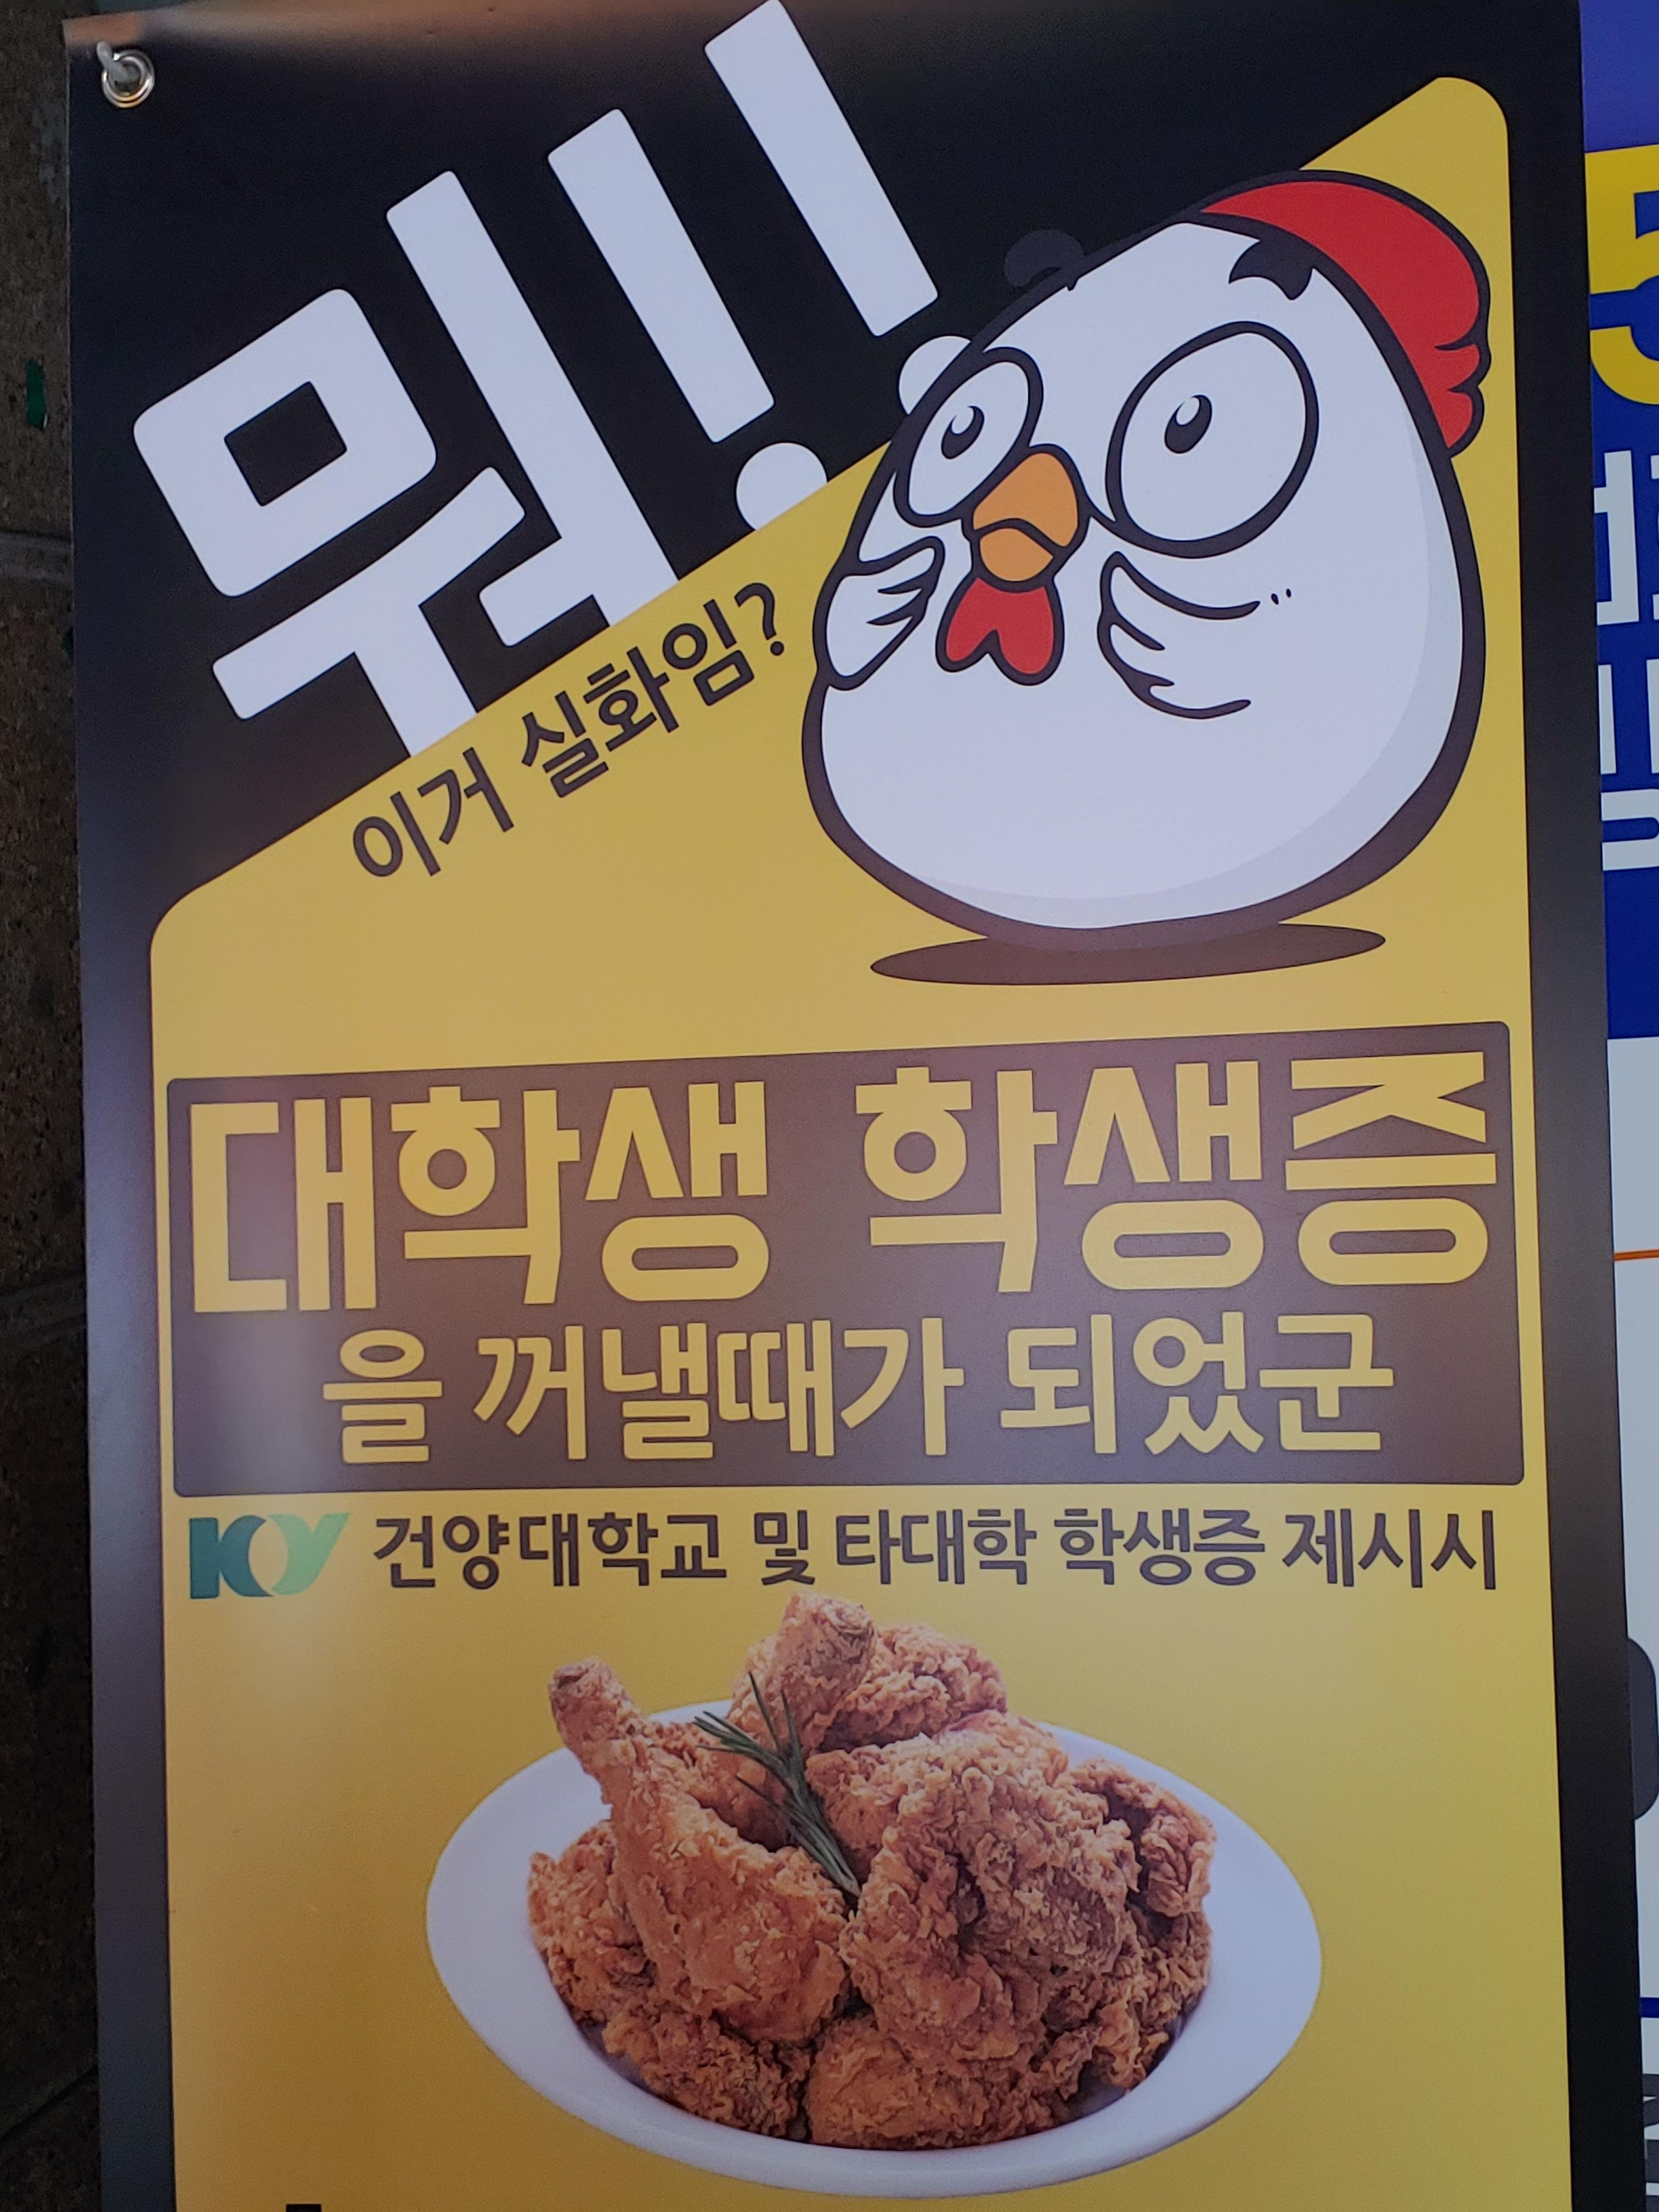 뭐!!
이거 실화임?
대학생 학생증
을 꺼낼때가 되었군
KY 건양대학교 및 타대학 학생증 제시시
5